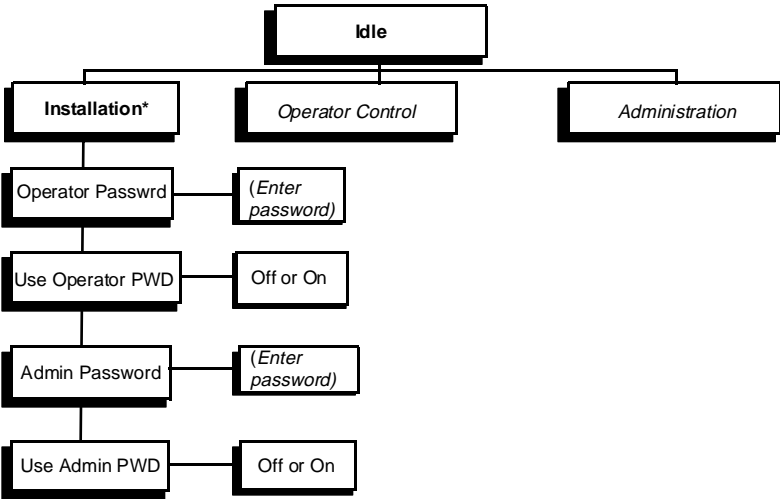 Idle
Installation*
Operator Control
Administration
Operator Passwrd
(Enter
password)
Use Operator PWD
Off or On
Admin Password
(Enter
password)
Use Admin PWD
Off or On